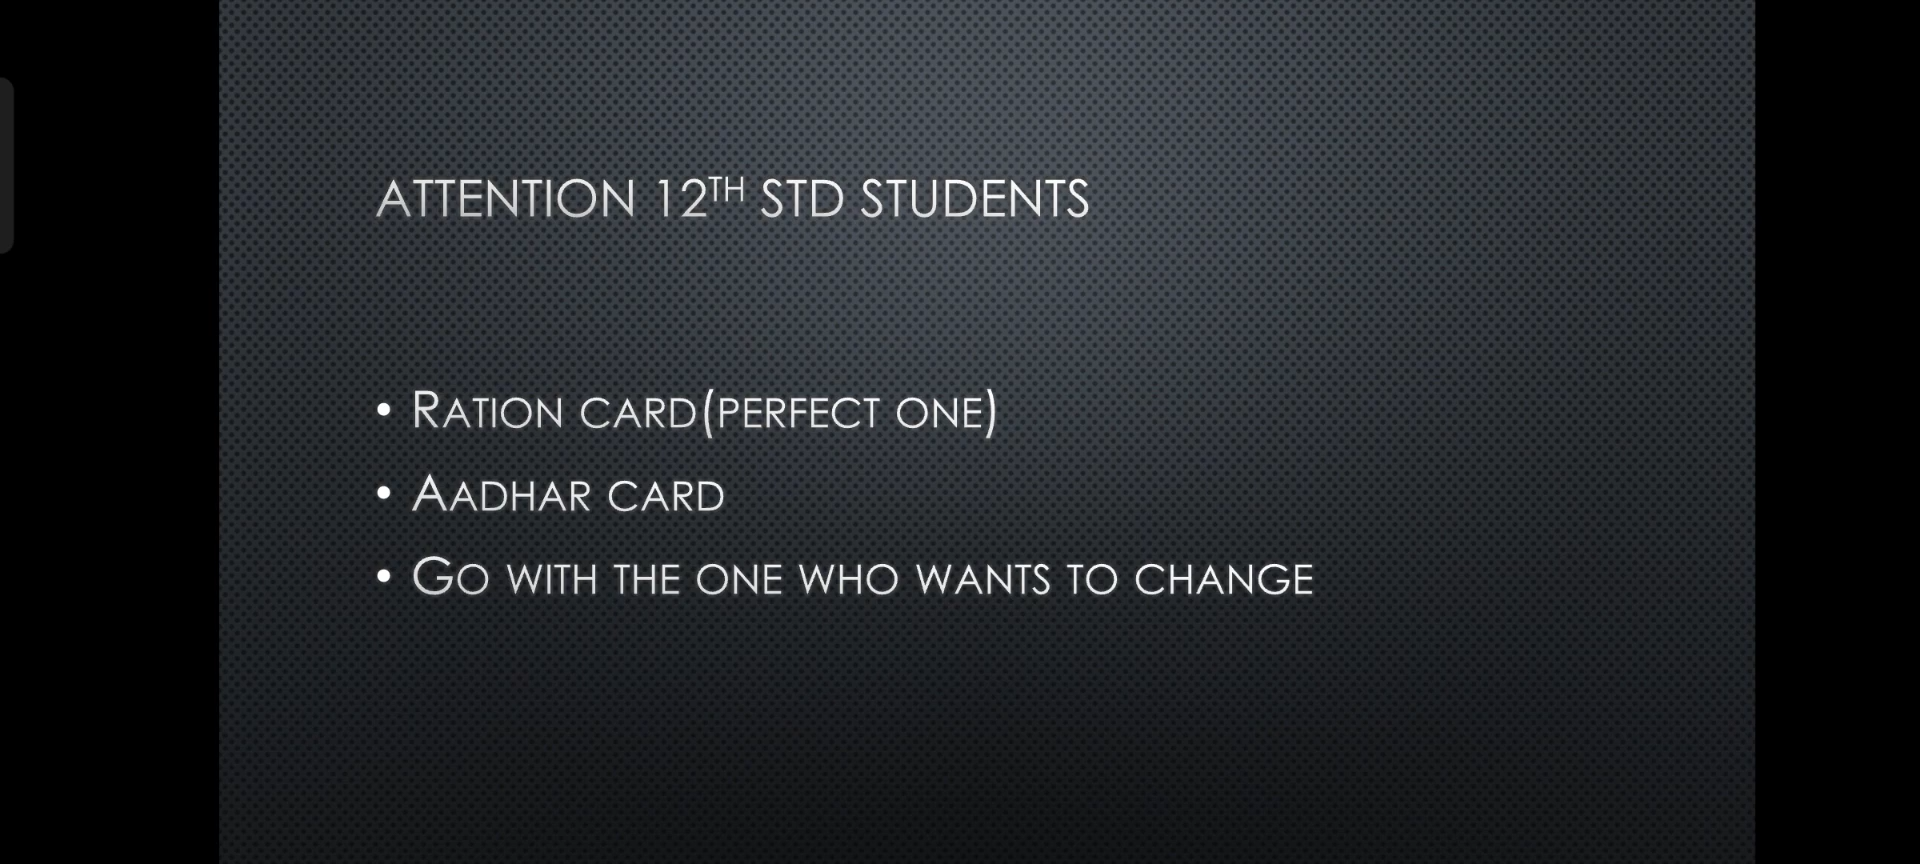 ATTENTION 12TH STD STUDENTS
• RATION CARD(PERFECT ONE)
• AADHAR CARD
• GO WITH THE ONE WHO WANTS TO CHANGE